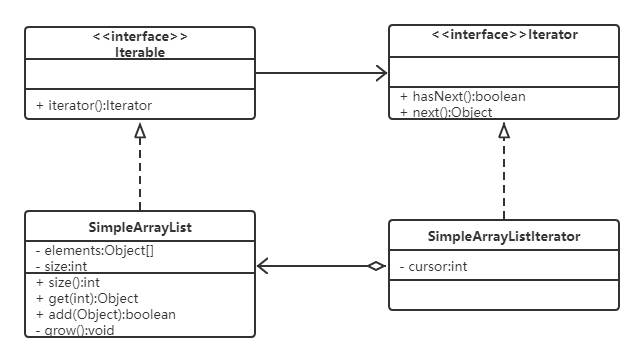 <<interface>>
Iterable
+ iterator():Iterator
<<interface>>Iterator
+ hasNext():boolean
+ next():Object
SimpleArrayList
- elements:Object[]
- size:int
+ size():int
+ get(int):Object
+ add(Object):boolean
- grow():void
SimpleArrayListIterator
- cursor:int